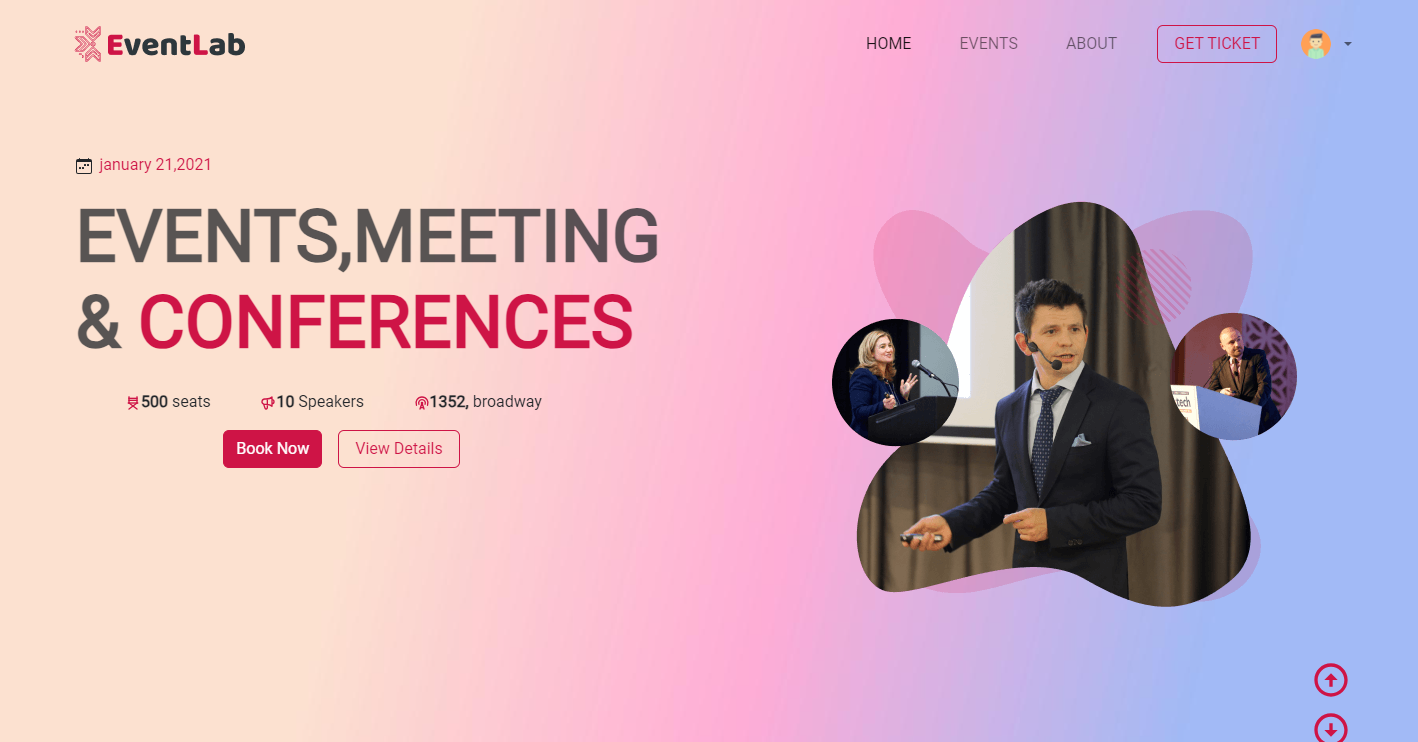 EventLab
HOME EVENTS ABOUT GET TICKET
january 21,2021
EVENTS,MEETING
& CONFERENCES
500 seats 10 Speakers 1352, broadway
Book Now View Details
tech